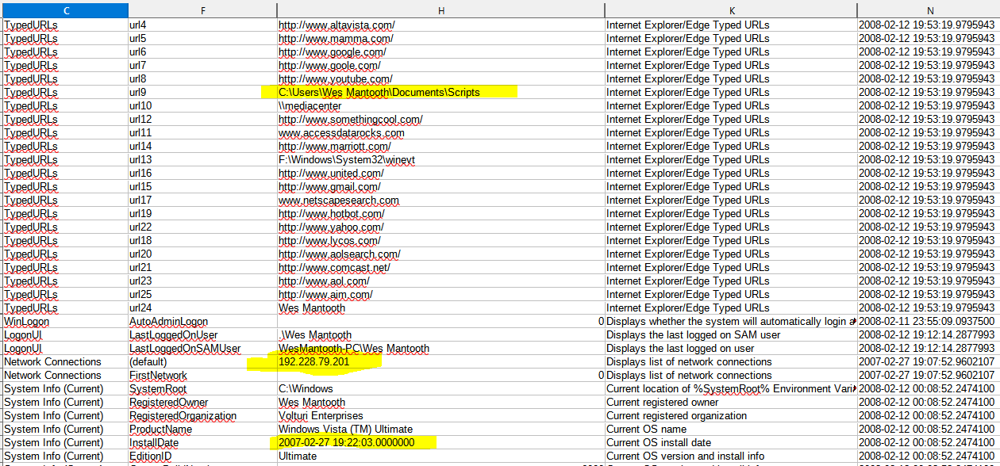 C F H K N
TypedURLs url4 http://www.altavista.com/ Internet Explorer/Edge Typed URLs 2008-02-12 19:53:19.9795943
TypedURLs url5 http://www.mamma.com/ Internet Explorer/Edge Typed URLs 2008-02-12 19:53:19.9795943
TypedURLs url6 http://www.google.com/ Internet Explorer/Edge Typed URLs 2008-02-12 19:53:19.9795943
TypedURLs url7 http://www.goole.com/ Internet Explorer/Edge Typed URLs 2008-02-12 19:53:19.9795943
TypedURLs url8 http://www.youtube.com/ Internet Explorer/Edge Typed URLs 2008-02-12 19:53:19.9795943
TypedURLs url9 C:\Users\Wes Mantooth\Documents\Scripts Internet Explorer/Edge Typed URLs 2008-02-12 19:53:19.9795943
TypedURLs url10 \\mediacenter Internet Explorer/Edge Typed URLs 2008-02-12 19:53:19.9795943
TypedURLs url12 http://www.somethingcool.com/ Internet Explorer/Edge Typed URLs 2008-02-12 19:53:19.9795943
TypedURLs url11 www.accessdatarocks.com Internet Explorer/Edge Typed URLs 2008-02-12 19:53:19.9795943
TypedURLs url14 http://www.marriott.com/ Internet Explorer/Edge Typed URLs 2008-02-12 19:53:19.9795943
TypedURLs url13 F:\Windows\System32\winevt Internet Explorer/Edge Typed URLs 2008-02-12 19:53:19.9795943
TypedURLs url16 http://www.united.com/ Internet Explorer/Edge Typed URLs 2008-02-12 19:53:19.9795943
TypedURLs url15 http://www.gmail.com/ Internet Explorer/Edge Typed URLs 2008-02-12 19:53:19.9795943
TypedURLs url17 www.netscapesearch.com Internet Explorer/Edge Typed URLs 2008-02-12 19:53:19.9795943
TypedURLs url19 http://www.hotbot.com/ Internet Explorer/Edge Typed URLs 2008-02-12 19:53:19.9795943
TypedURLs url22 http://www.yahoo.com/ Internet Explorer/Edge Typed URLs 2008-02-12 19:53:19.9795943
TypedURLs url18 http://www.lycos.com/ Internet Explorer/Edge Typed URLs 2008-02-12 19:53:19.9795943
TypedURLs url20 http://www.aolsearch.com/ Internet Explorer/Edge Typed URLs 2008-02-12 19:53:19.9795943
TypedURLs url21 http://www.comcast.net/ Internet Explorer/Edge Typed URLs 2008-02-12 19:53:19.9795943
TypedURLs url23 http://www.aol.com/ Internet Explorer/Edge Typed URLs 2008-02-12 19:53:19.9795943
TypedURLs url25 http://www.aim.com/ Internet Explorer/Edge Typed URLs 2008-02-12 19:53:19.9795943
TypedURLs url24 Wes Mantooth Internet Explorer/Edge Typed URLs 2008-02-12 19:53:19.9795943
WinLogon AutoAdminLogon 0 Displays whether the system will automatically login a 2008-02-11 23:55:09.0937500
LogonUI LastLoggedOnUser .\Wes Mantooth Displays the last logged on SAM user 2008-02-12 19:12:14.2877993
LogonUI LastLoggedOnSAMUser WesMantooth-PC\Wes Mantooth Displays the last logged on user 2008-02-12 19:12:14.2877993
Network Connections (default) 192.228.79.201 Displays list of network connections 2007-02-27 19:07:52.9602107
Network Connections FirstNetwork 0 Displays list of network connections 2007-02-27 19:07:52.9602107
System Info (Current) SystemRoot C:\Windows Current location of %SystemRoot% Environment Vari 2008-02-12 00:08:52.2474100
System Info (Current) RegisteredOwner Wes Mantooth Current registered owner 2008-02-12 00:08:52.2474100
System Info (Current) RegisteredOrganization Volturi Enterprises Current registered organization 2008-02-12 00:08:52.2474100
System Info (Current) ProductName Windows Vista (TM) Ultimate Current OS name 2008-02-12 00:08:52.2474100
System Info (Current) InstallDate 2007-02-27 19:22:03.0000000 Current OS install date 2008-02-12 00:08:52.2474100
System Info (Current) EditionID Ultimate Current OS version and install info 2008-02-12 00:08:52.2474100